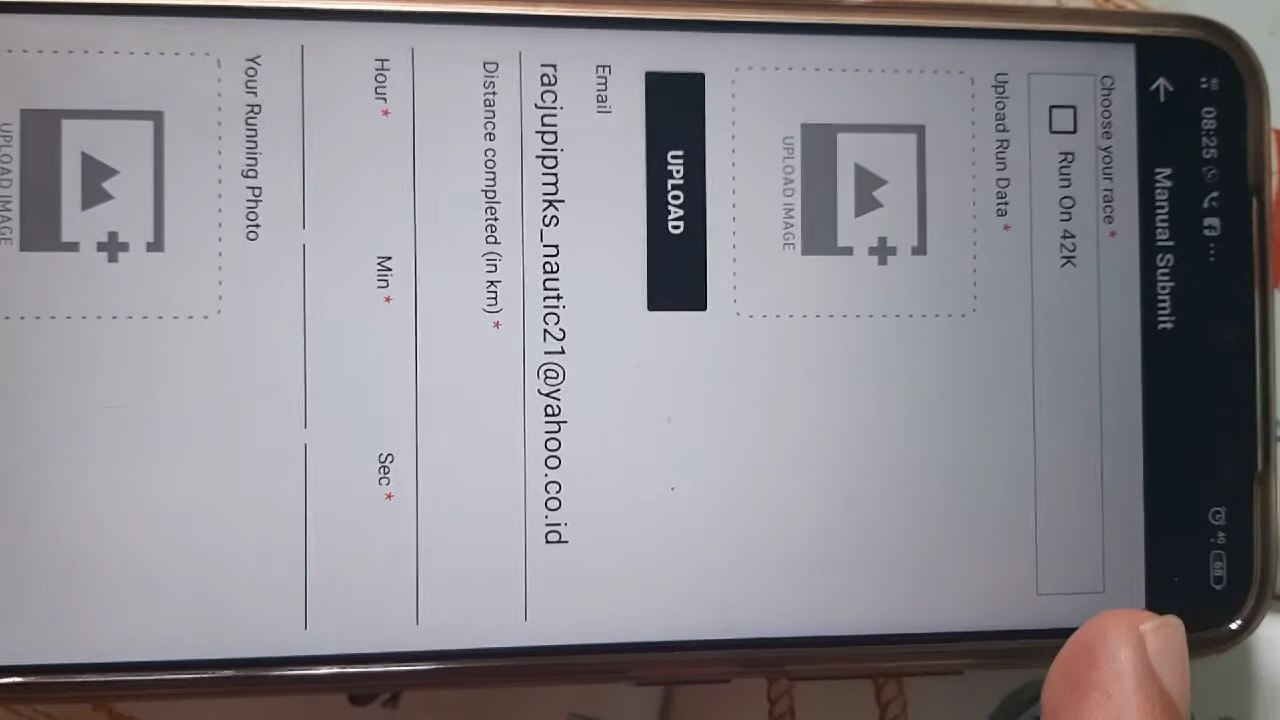 08:25
68
Manual Submit
Choose your race *
Run On 42K
Upload Run Data *
UPLOAD IMAGE
UPLOAD
Email
racjupipmks_nautic21@yahoo.co.id
Distance completed (in km) *
Hour * Min * Sec *
Your Running Photo
UPLOAD IMAGE